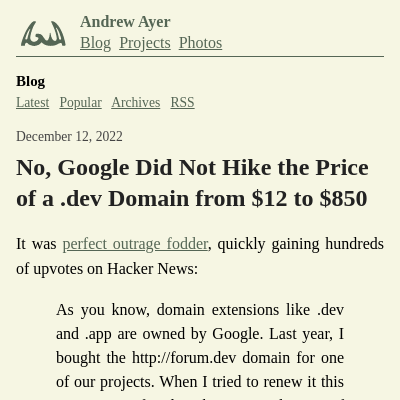 Andrew Ayer
Blog Projects Photos
Blog
Latest Popular Archives RSS
December 12, 2022
No, Google Did Not Hike the Price
of a .dev Domain from $12 to $850
It was perfect outrage fodder, quickly gaining hundreds
of upvotes on Hacker News:
As you know, domain extensions like .dev
and .app are owned by Google. Last year, I
bought the http://forum.dev domain for one
of our projects. When I tried to renew it this